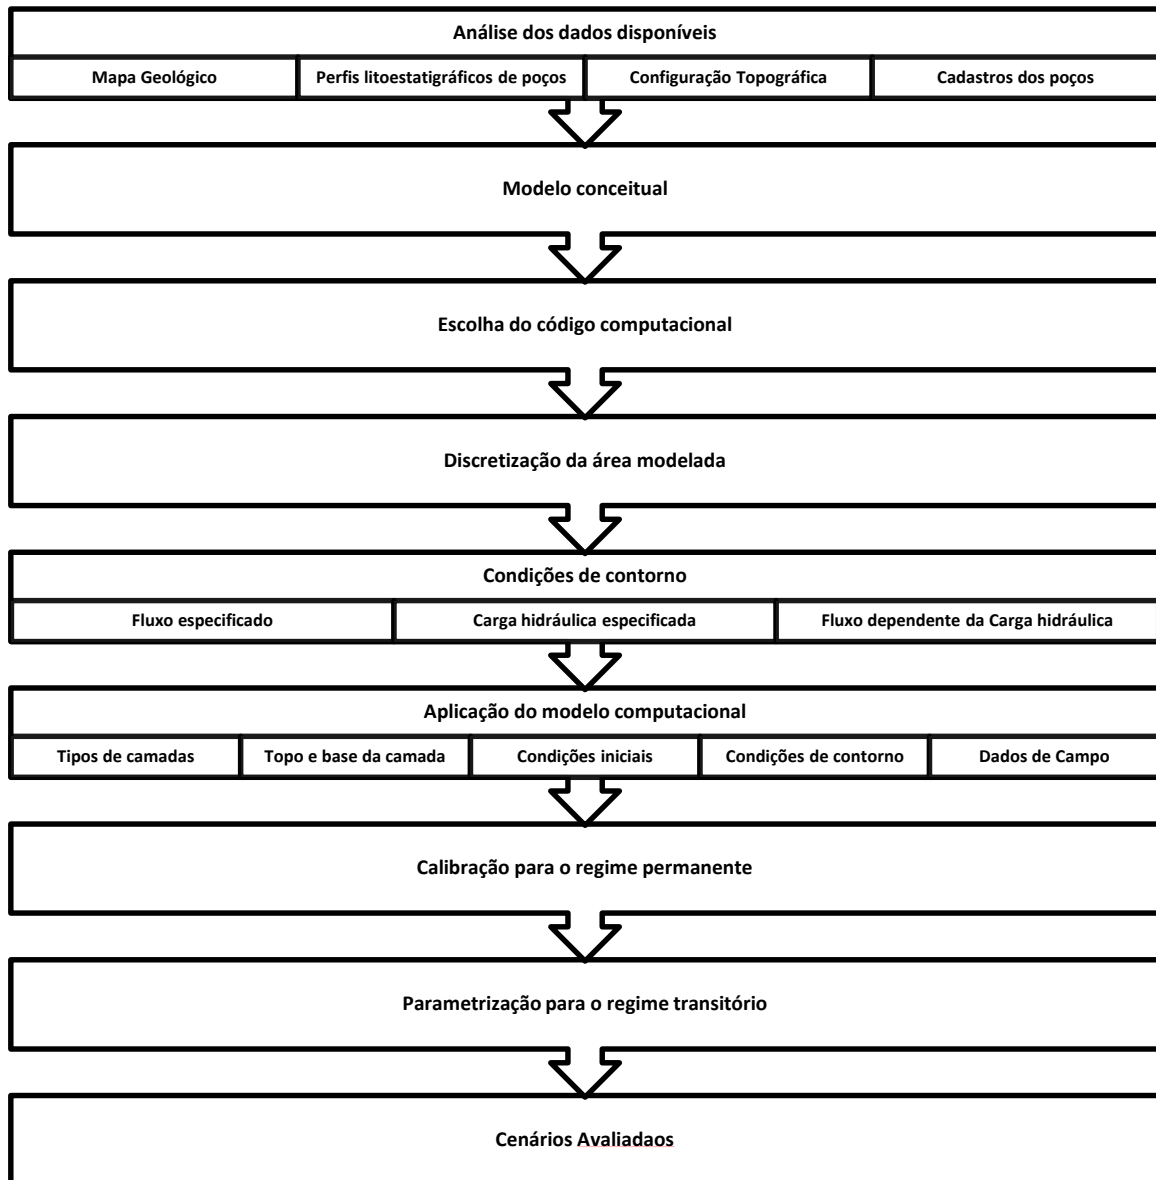 Análise dos dados disponíveis
Mapa Geológico
Perfis litoestatigráficos de poços
Configuração Topográfica
Cadastros dos poços
Modelo conceitual
Escolha do código computacional
Discretização da área modelada
Condições de contorno
Fluxo especificado
Carga hidráulica especificada
Fluxo dependente da Carga hidráulica
Aplicação do modelo computacional
Tipos de camadas
Topo e base da camada
Condições iniciais
Condições de contorno
Dados de Campo
Calibração para o regime permanente
Parametrização para o regime transitório
Cenários Avaliadaos